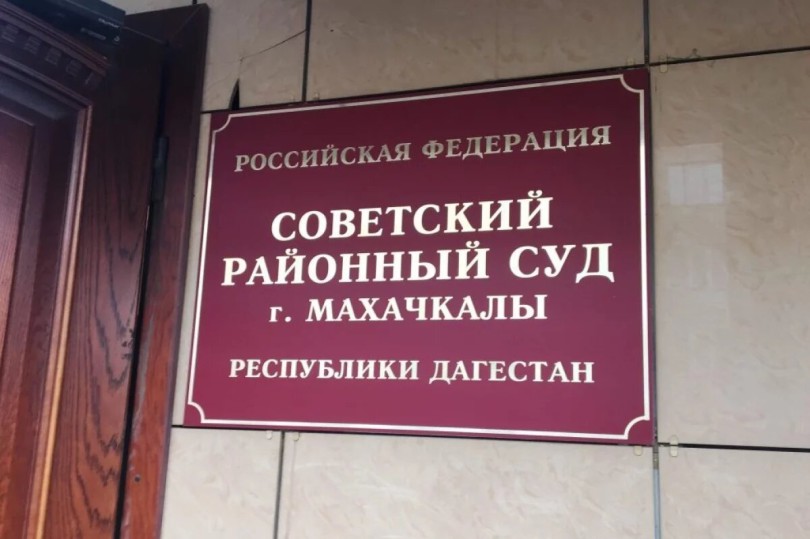 РОССИЙСКАЯ ФЕДЕРАЦИЯ
СОВЕТСКИЙ
РАЙОННЫЙ СУД
г. МАХАЧКАЛЫ
РЕСПУБЛИКИ ДАГЕСТАН